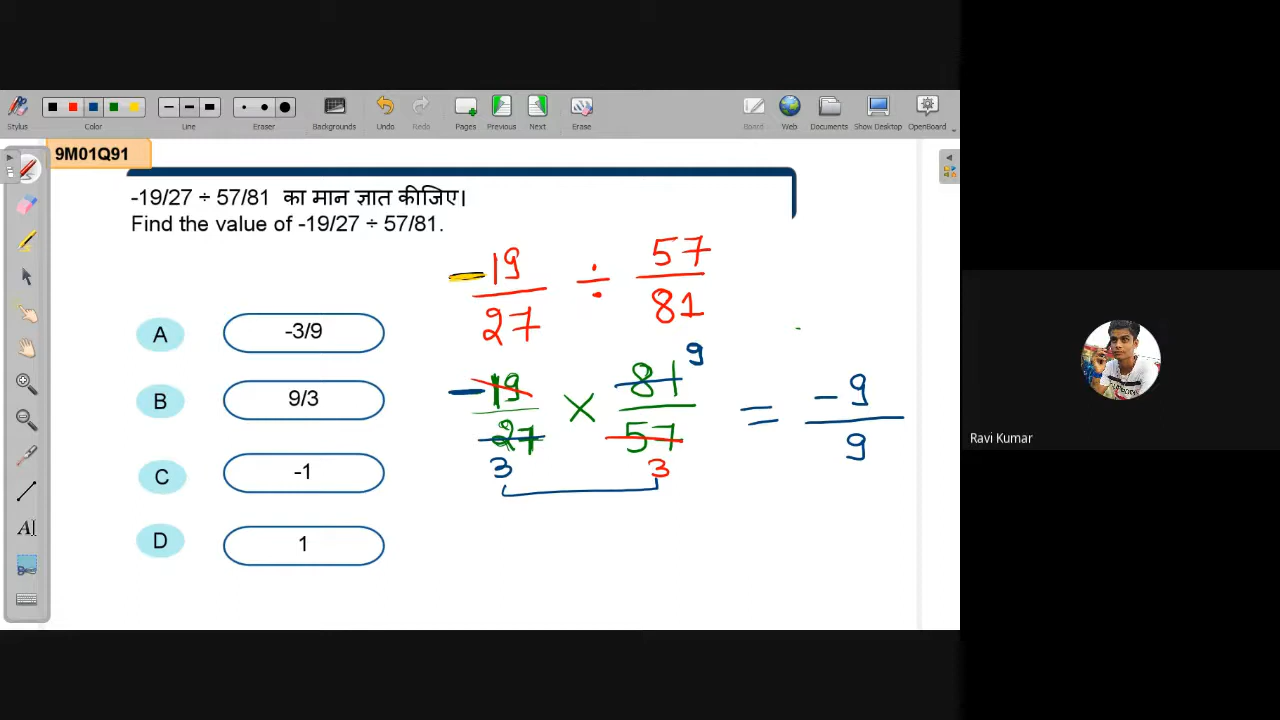 Stylus Color Line Eraser Backgrounds Undo Redo Pages Previous Next Erase Board Web Documents Show Desktop OpenBoard
9M01Q91
-19/27 ÷ 57/81 का मान ज्ञात कीजिए।
Find the value of -19/27 ÷ 57/81.
-19/27 ÷ 57/81
A -3/9
B 9/3
C -1
D 1
-19/27 × 81/57 = -9/9
9
3 3
Ravi Kumar